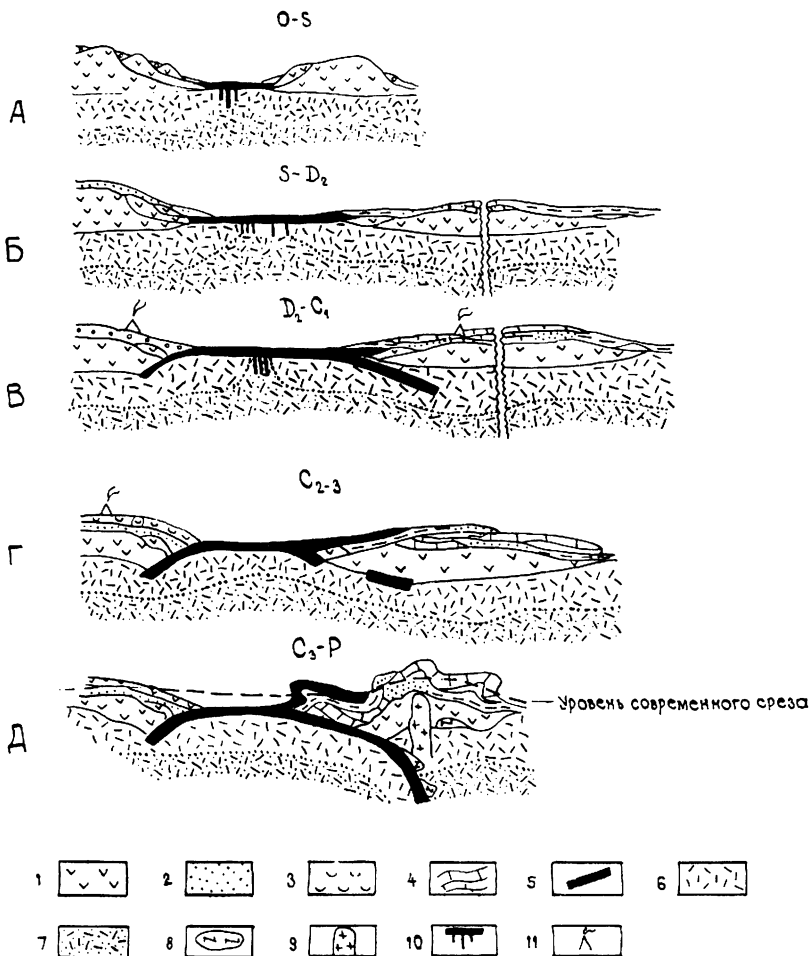 O-S
А
S-D₂
Б
D₂-C₁
В
C₂₋₃
Г
C₃-P
Уровень современного среза
Д
1 2 3 4 5 6
7 8 9 10 11